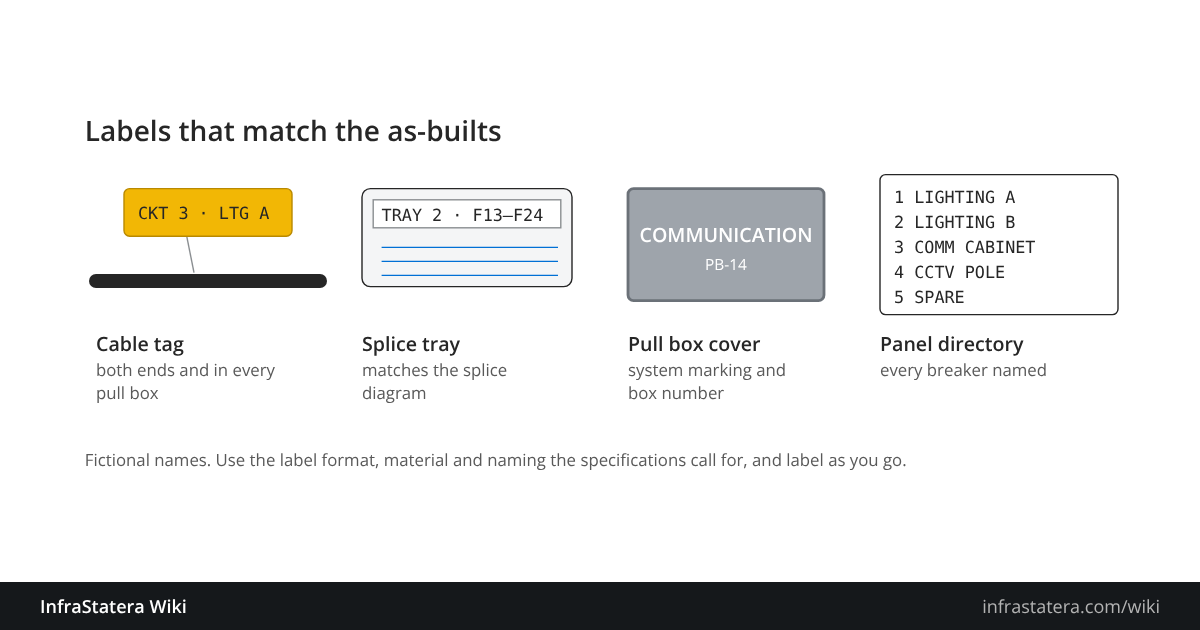 Labels that match the as-builts
CKT 3 · LTG A
TRAY 2 · F13–F24
COMMUNICATION
PB-14
1 LIGHTING A
2 LIGHTING B
3 COMM CABINET
4 CCTV POLE
5 SPARE
Cable tag
both ends and in every
pull box
Splice tray
matches the splice
diagram
Pull box cover
system marking and
box number
Panel directory
every breaker named
Fictional names. Use the label format, material and naming the specifications call for, and label as you go.
InfraStatera Wiki
infrastatera.com/wiki